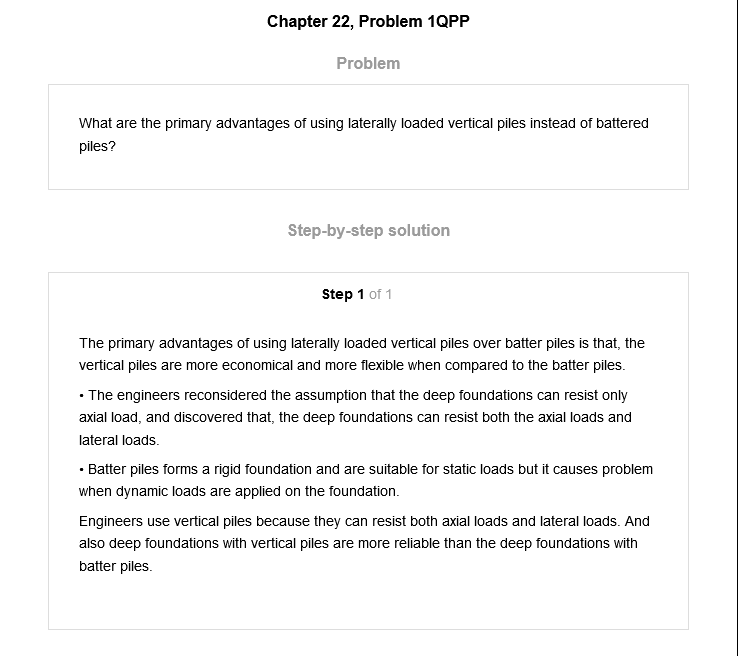 Chapter 22, Problem 1QPP
Problem
What are the primary advantages of using laterally loaded vertical piles instead of battered
piles?
Step-by-step solution
Step 1 of 1
The primary advantages of using laterally loaded vertical piles over batter piles is that, the
vertical piles are more economical and more flexible when compared to the batter piles.
• The engineers reconsidered the assumption that the deep foundations can resist only
axial load, and discovered that, the deep foundations can resist both the axial loads and
lateral loads.
• Batter piles forms a rigid foundation and are suitable for static loads but it causes problem
when dynamic loads are applied on the foundation.
Engineers use vertical piles because they can resist both axial loads and lateral loads. And
also deep foundations with vertical piles are more reliable than the deep foundations with
batter piles.